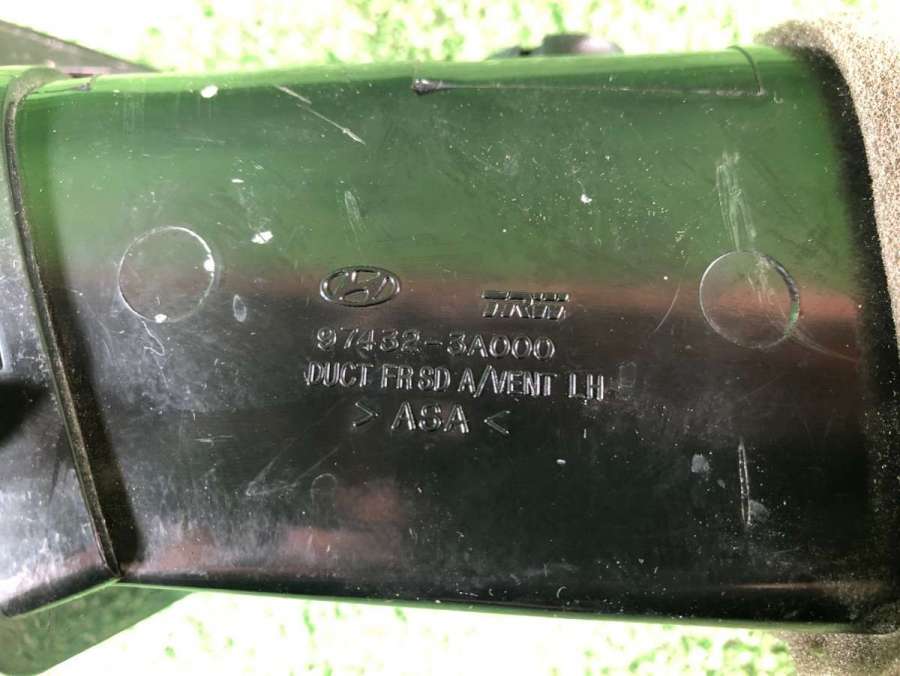 TRW
97432-3A000
DUCT FR SD A/VENT LH
> ASA <